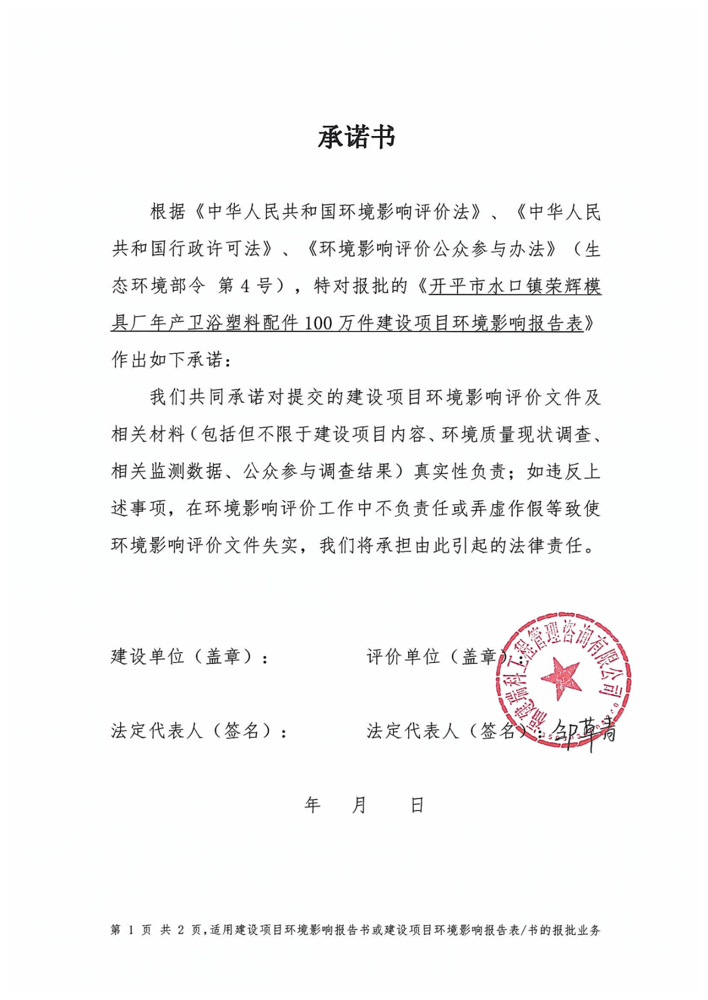 承诺书
根据《中华人民共和国环境影响评价法》、《中华人民
共和国行政许可法》、《环境影响评价公众参与办法》（生
态环境部令 第 4 号），特对报批的《开平市水口镇荣辉模
具厂年产卫浴塑料配件 100 万件建设项目环境影响报告表》
作出如下承诺：
我们共同承诺对提交的建设项目环境影响评价文件及
相关材料（包括但不限于建设项目内容、环境质量现状调查、
相关监测数据、公众参与调查结果）真实性负责；如违反上
述事项，在环境影响评价工作中不负责任或弄虚作假等致使
环境影响评价文件失实，我们将承担由此引起的法律责任。
建设单位（盖章）： 评价单位（盖章）：
福建瑞科工程管理咨询有限公司
法定代表人（签名）： 法定代表人（签名）：邹草青
年 月 日
第 1 页 共 2 页，适用建设项目环境影响报告书或建设项目环境影响报告表/书的报批业务